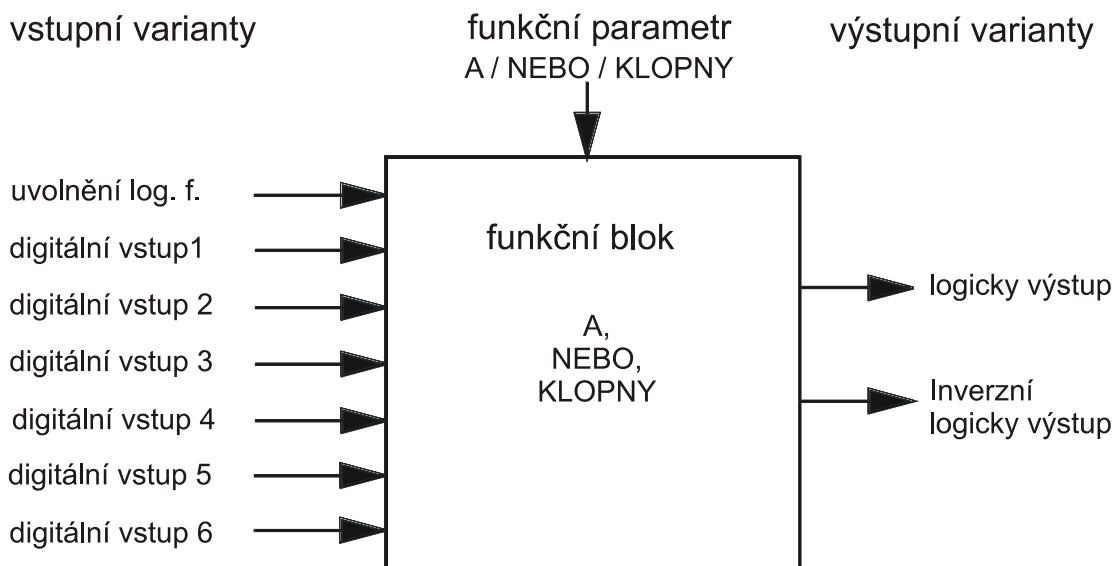 vstupní varianty
funkční parametr
A / NEBO / KLOPNY
výstupní varianty
uvolnění log. f.
digitální vstup1
digitální vstup 2
digitální vstup 3
digitální vstup 4
digitální vstup 5
digitální vstup 6
funkční blok
A,
NEBO,
KLOPNY
logicky výstup
Inverzní
logicky výstup